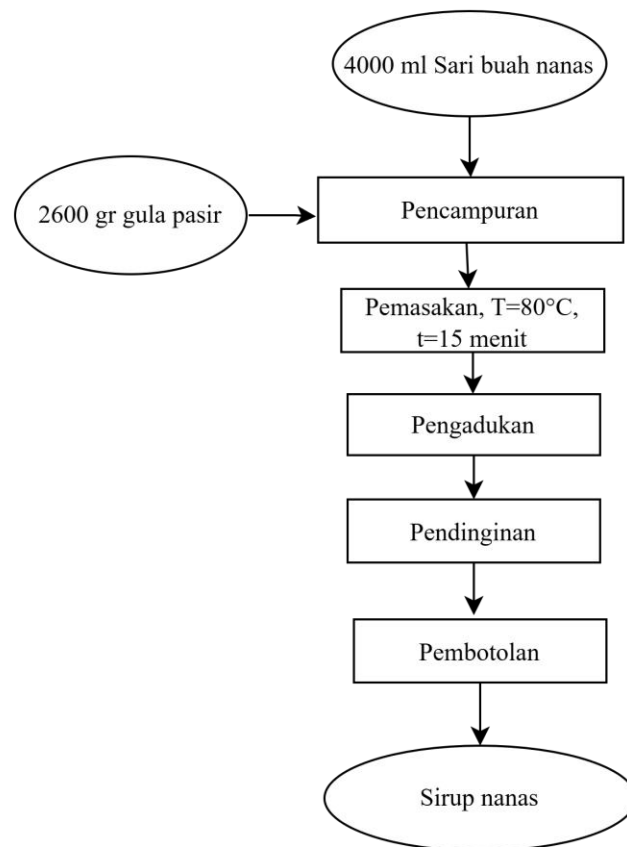 4000 ml Sari buah nanas
2600 gr gula pasir
Pencampuran
Pemasakan, T=80°C,
t=15 menit
Pengadukan
Pendinginan
Pembotolan
Sirup nanas